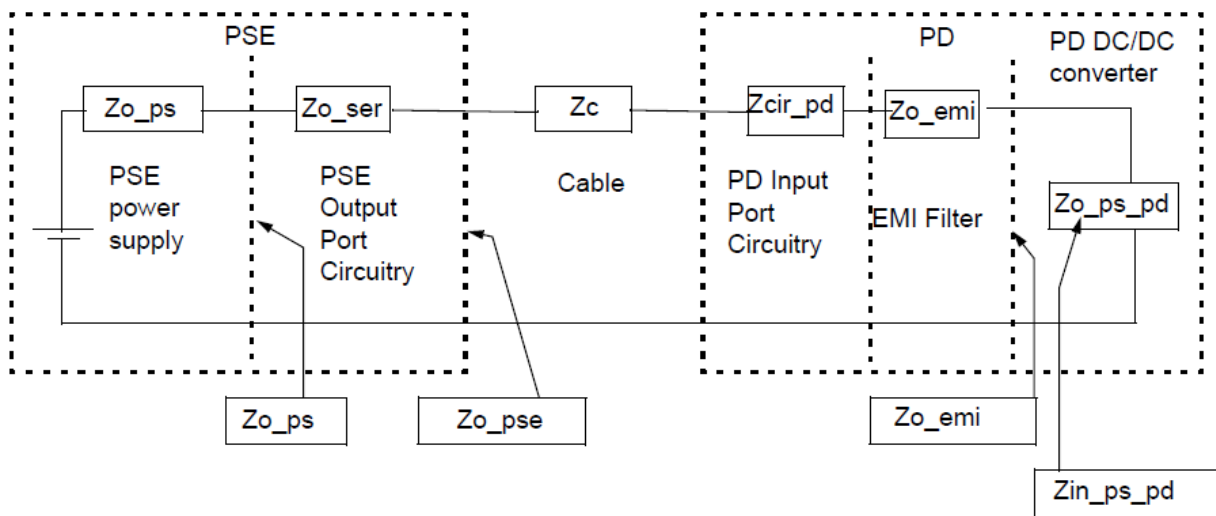 PSE
PD
PD DC/DC
converter
Zo_ps
Zo_ser
Zc
Zcir_pd
Zo_emi
PSE
power
supply
PSE
Output
Port
Circuitry
Cable
PD Input
Port
Circuitry
EMI Filter
Zo_ps_pd
Zo_ps
Zo_pse
Zo_emi
Zin_ps_pd